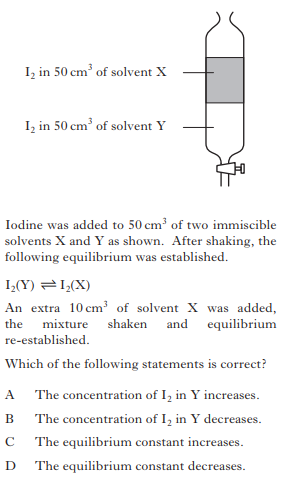 I₂ in 50 cm³ of solvent X
I₂ in 50 cm³ of solvent Y
Iodine was added to 50 cm³ of two immiscible
solvents X and Y as shown. After shaking, the
following equilibrium was established.
I₂(Y) ⇌ I₂(X)
An extra 10 cm³ of solvent X was added,
the mixture shaken and equilibrium
re-established.
Which of the following statements is correct?
A The concentration of I₂ in Y increases.
B The concentration of I₂ in Y decreases.
C The equilibrium constant increases.
D The equilibrium constant decreases.